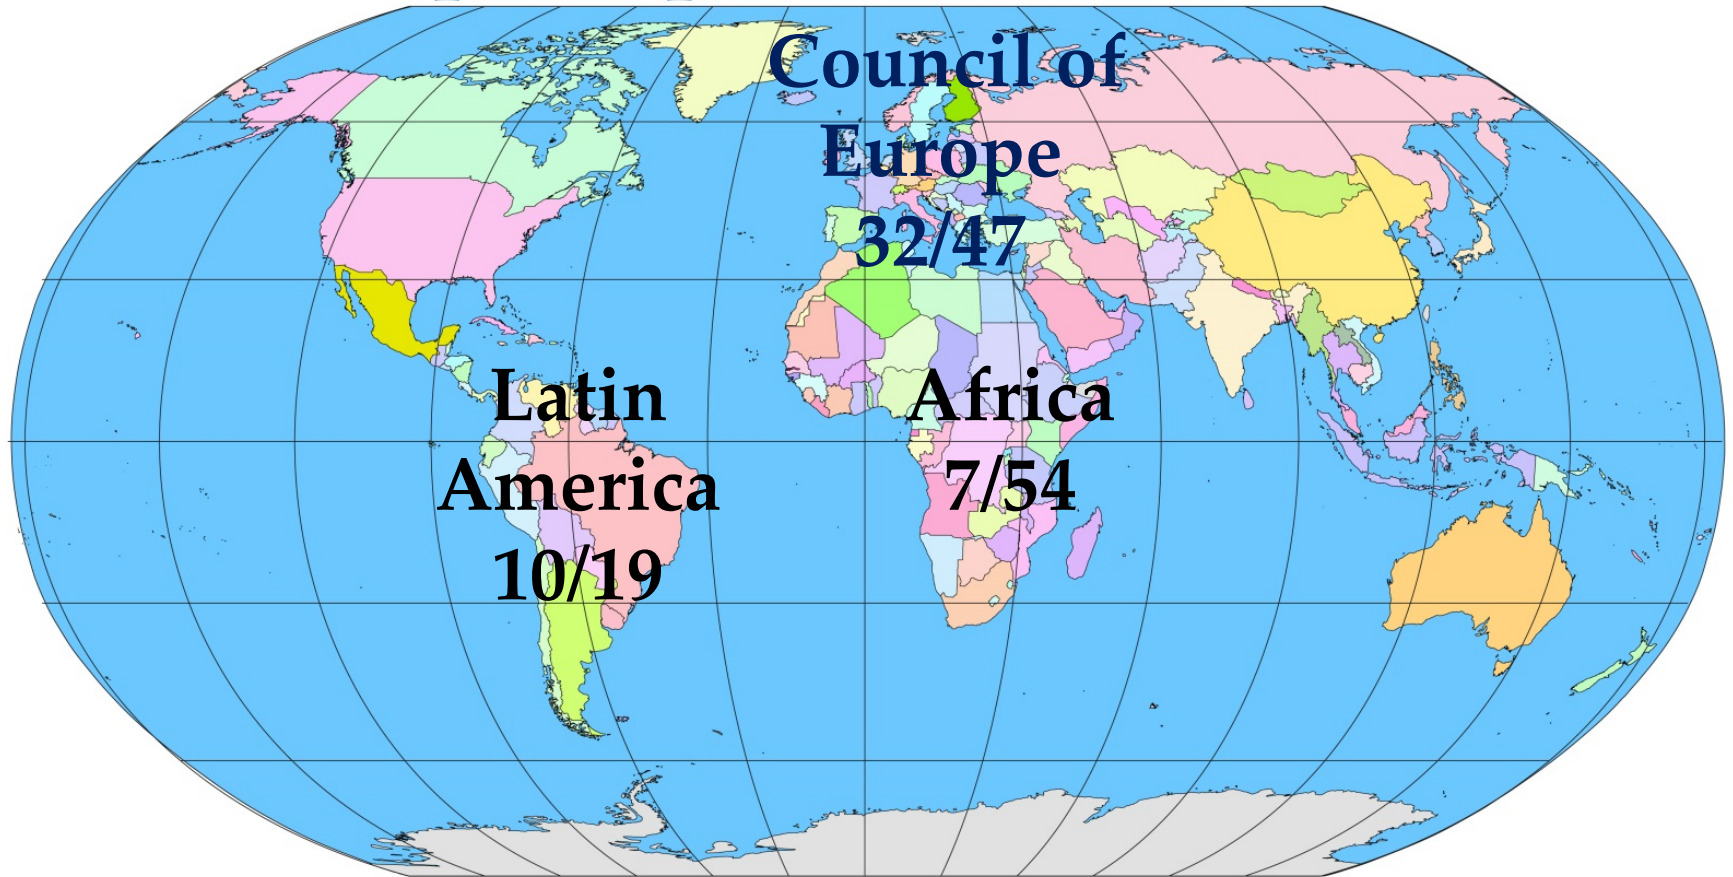 Council of
Europe
32/47
Latin
America
10/19
Africa
7/54